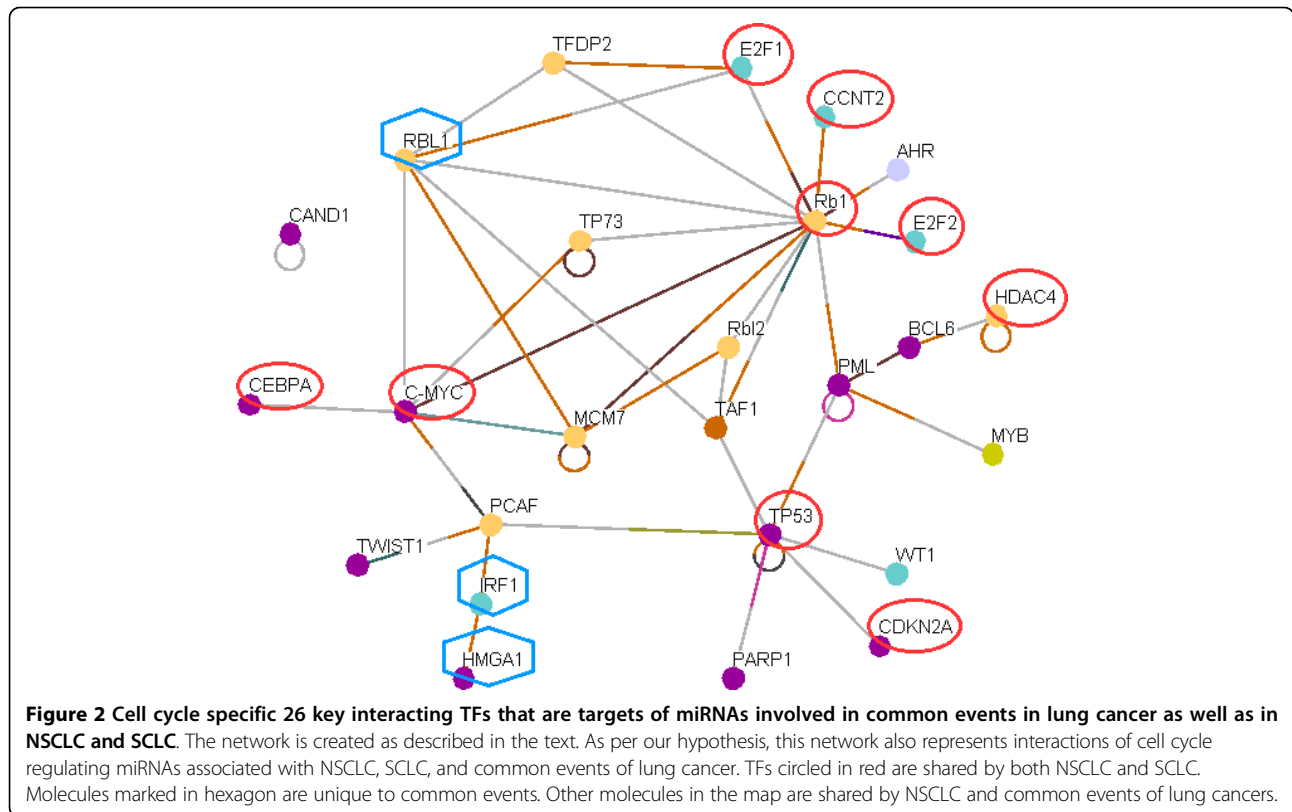 TFDP2
E2F1
CCNT2
RBL1
AHR
Rb1
CAND1
TP73
E2F2
HDAC4
Rbl2
BCL6
PML
CEBPA
C-MYC
MCM7
TAF1
MYB
PCAF
TP53
TWIST1
WT1
IRF1
CDKN2A
HMGA1
PARP1
Figure 2 Cell cycle specific 26 key interacting TFs that are targets of miRNAs involved in common events in lung cancer as well as in
NSCLC and SCLC. The network is created as described in the text. As per our hypothesis, this network also represents interactions of cell cycle
regulating miRNAs associated with NSCLC, SCLC, and common events of lung cancer. TFs circled in red are shared by both NSCLC and SCLC.
Molecules marked in hexagon are unique to common events. Other molecules in the map are shared by NSCLC and common events of lung cancers.